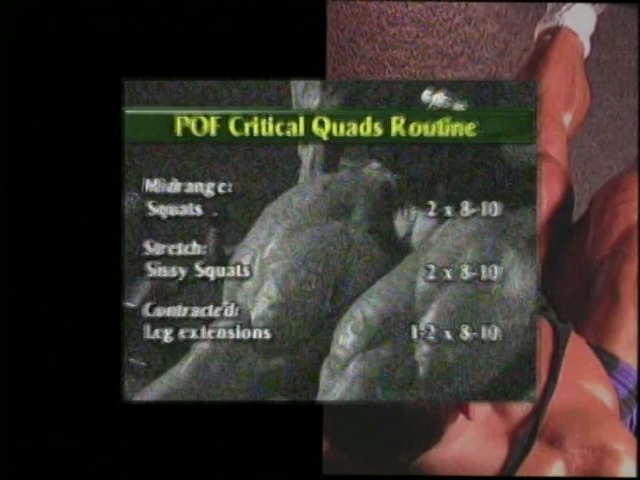 POF Critical Quads Routine
Midrange:
Squats 2 x 8-10
Stretch:
Sissy Squats 2 x 8-10
Contracted:
Leg extensions 1-2 x 8-10